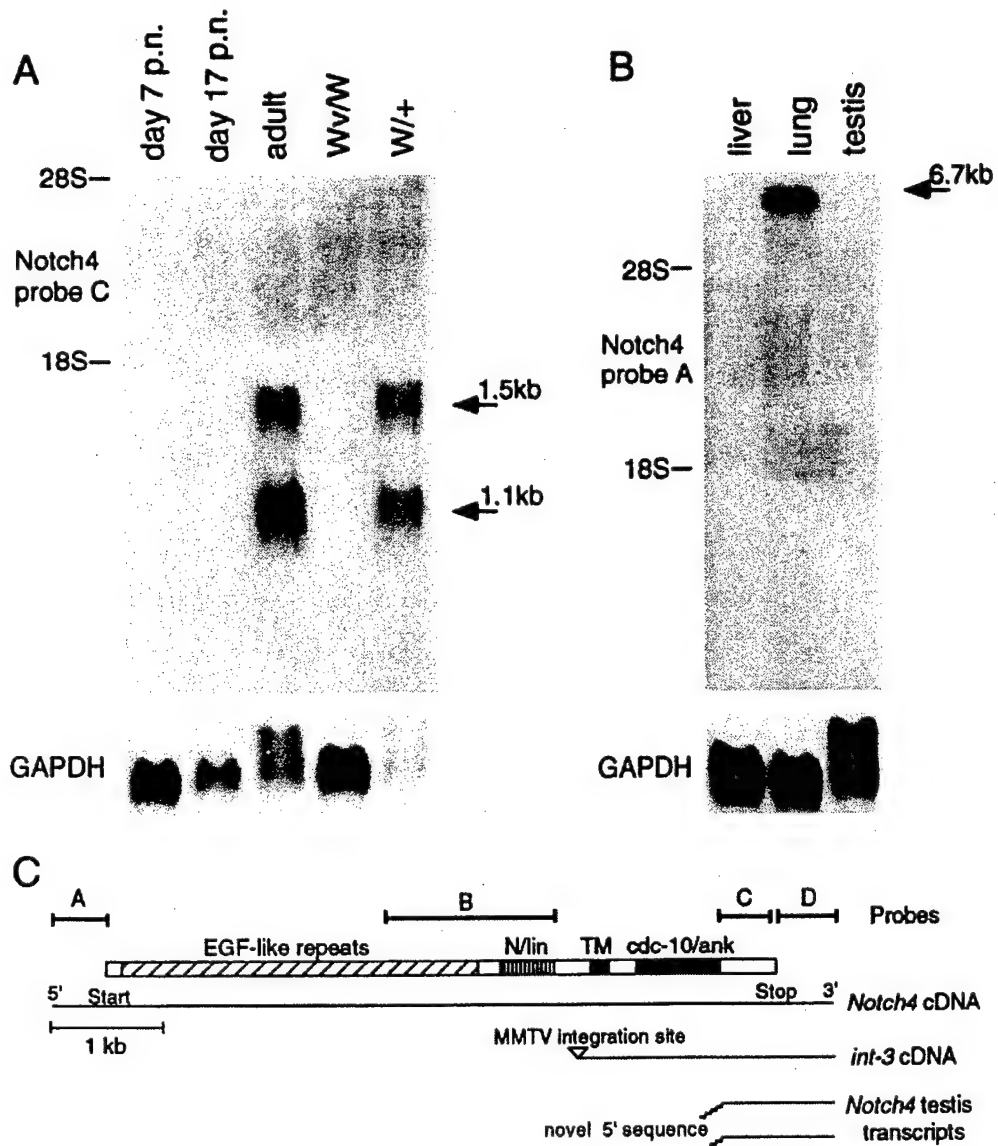 A
day 7 p.n.
day 17 p.n.
adult
Wv/W
W/+
28S
Notch4
probe C
18S
1.5kb
1.1kb
GAPDH
B
liver
lung
testis
6.7kb
28S
Notch4
probe A
18S
GAPDH
C
A
B
C
D
Probes
EGF-like repeats
N/lin
TM
cdc-10/ank
5'
Start
Stop
3'
Notch4 cDNA
1 kb
MMTV integration site
int-3 cDNA
Notch4 testis
novel 5' sequence
transcripts